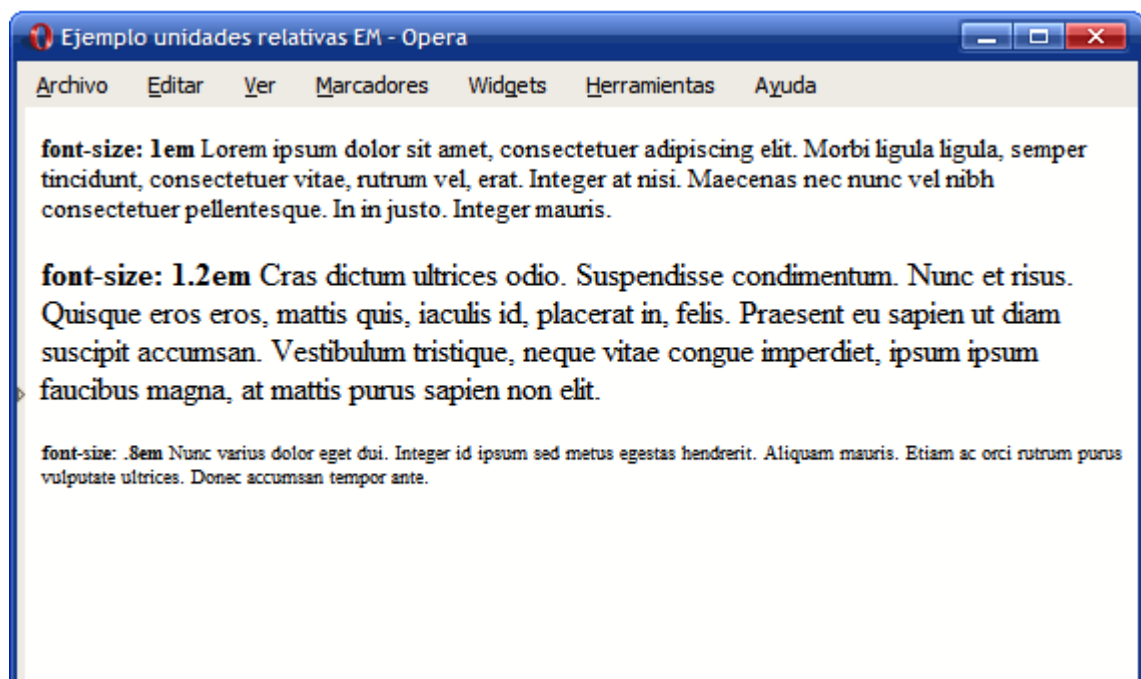 Ejemplo unidades relativas EM - Opera
Archivo Editar Ver Marcadores Widgets Herramientas Ayuda
font-size: 1em Lorem ipsum dolor sit amet, consectetuer adipiscing elit. Morbi ligula ligula, semper
tincidunt, consectetuer vitae, rutrum vel, erat. Integer at nisi. Maecenas nec nunc vel nibh
consectetuer pellentesque. In in justo. Integer mauris.
font-size: 1.2em Cras dictum ultrices odio. Suspendisse condimentum. Nunc et risus.
Quisque eros eros, mattis quis, iaculis id, placerat in, felis. Praesent eu sapien ut diam
suscipit accumsan. Vestibulum tristique, neque vitae congue imperdiet, ipsum ipsum
faucibus magna, at mattis purus sapien non elit.
font-size: .8em Nunc varius dolor eget dui. Integer id ipsum sed metus egestas hendrerit. Aliquam mauris. Etiam ac orci rutrum purus
vulputate ultrices. Donec accumsan tempor ante.